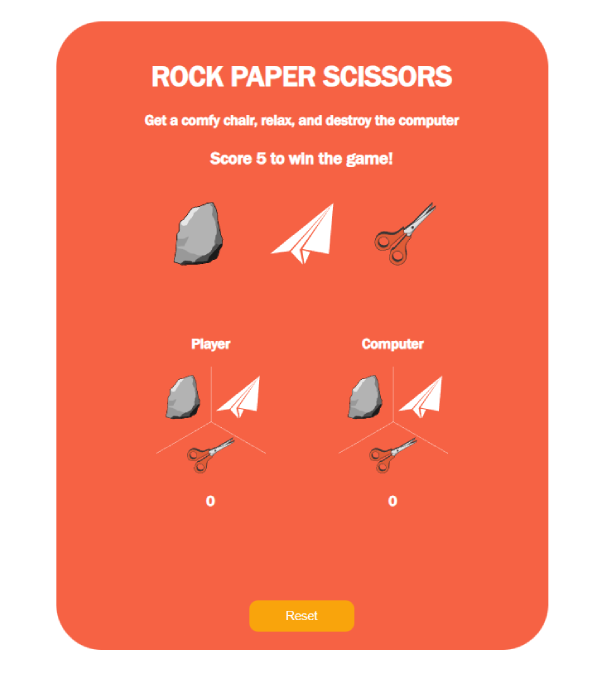 ROCK PAPER SCISSORS
Get a comfy chair, relax, and destroy the computer
Score 5 to win the game!
Player
Computer
0
0
Reset